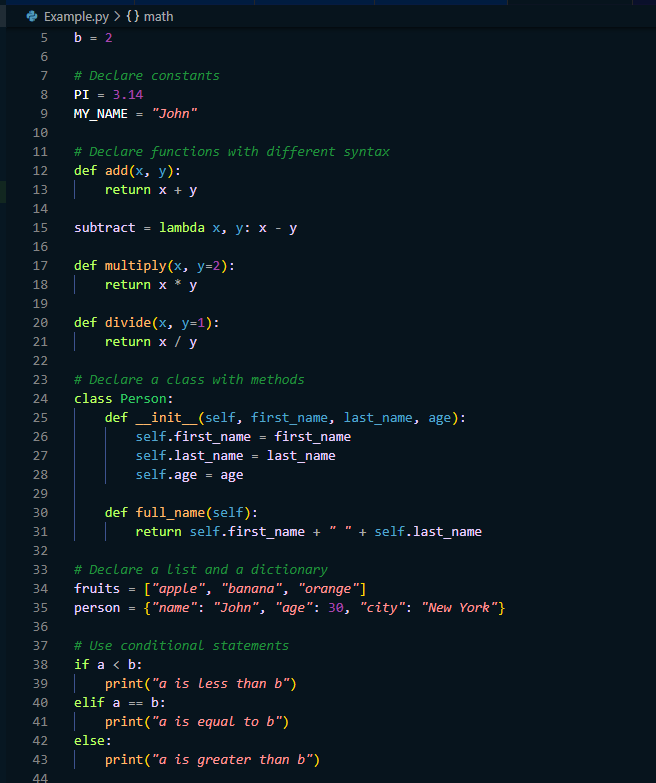 Example.py > {} math
5 b = 2
6
7 # Declare constants
8 PI = 3.14
9 MY_NAME = "John"
10
11 # Declare functions with different syntax
12 def add(x, y):
13     return x + y
14
15 subtract = lambda x, y: x - y
16
17 def multiply(x, y=2):
18     return x * y
19
20 def divide(x, y=1):
21     return x / y
22
23 # Declare a class with methods
24 class Person:
25     def __init__(self, first_name, last_name, age):
26         self.first_name = first_name
27         self.last_name = last_name
28         self.age = age
29
30     def full_name(self):
31         return self.first_name + " " + self.last_name
32
33 # Declare a list and a dictionary
34 fruits = ["apple", "banana", "orange"]
35 person = {"name": "John", "age": 30, "city": "New York"}
36
37 # Use conditional statements
38 if a < b:
39     print("a is less than b")
40 elif a == b:
41     print("a is equal to b")
42 else:
43     print("a is greater than b")
44